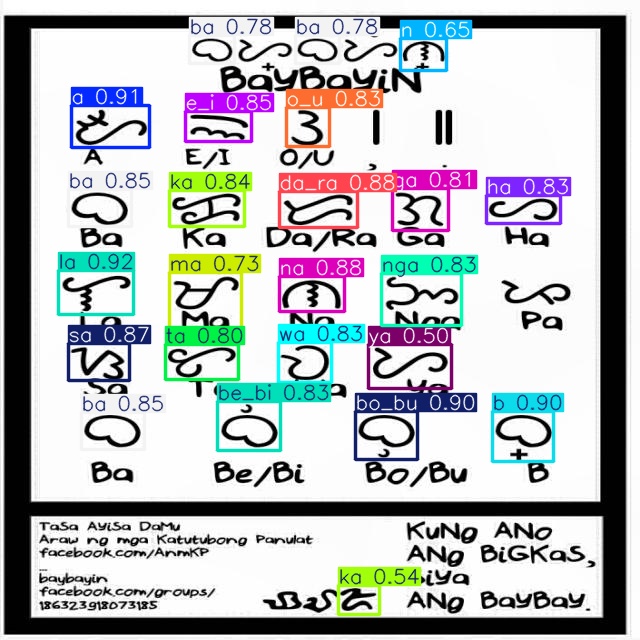 ba 0.78 ba 0.78 n 0.65
ᜊᜌ᜔ᜊᜌᜈ᜔
BaYBaYiN
a 0.91 e_i 0.85 o_u 0.83
ᜀ ᜁ ᜂ ᜵ ᜶
A E/I O/U , .
ba 0.85 ka 0.84 da_ra 0.88 ga 0.81 ha 0.83
ᜊ ᜃ ᜇ ᜄ ᜑ
Ba Ka Da/Ra Ga Ha
la 0.92 ma 0.73 na 0.88 nga 0.83
ᜎ ᜋ ᜈ ᜅ ᜉ
La Ma Na Nga Pa
sa 0.87 ta 0.80 wa 0.83 ya 0.50
ᜐ ᜆ ᜏ ᜌ
Sa Ya
ba 0.85 be_bi 0.83 bo_bu 0.90 b 0.90
ᜊ ᜊᜒ ᜊᜓ ᜊ᜔
Ba Be/Bi Bo/Bu B
TaSa AyiSa DaMu
Araw ng mga Katutubong Panulat
facebook.com/AnmKP
...
baybayin
facebook.com/groups/
186323918073185
KuNg ANo
ANg BiGKaS,
ka 0.54 Siya
ANg BayBay.